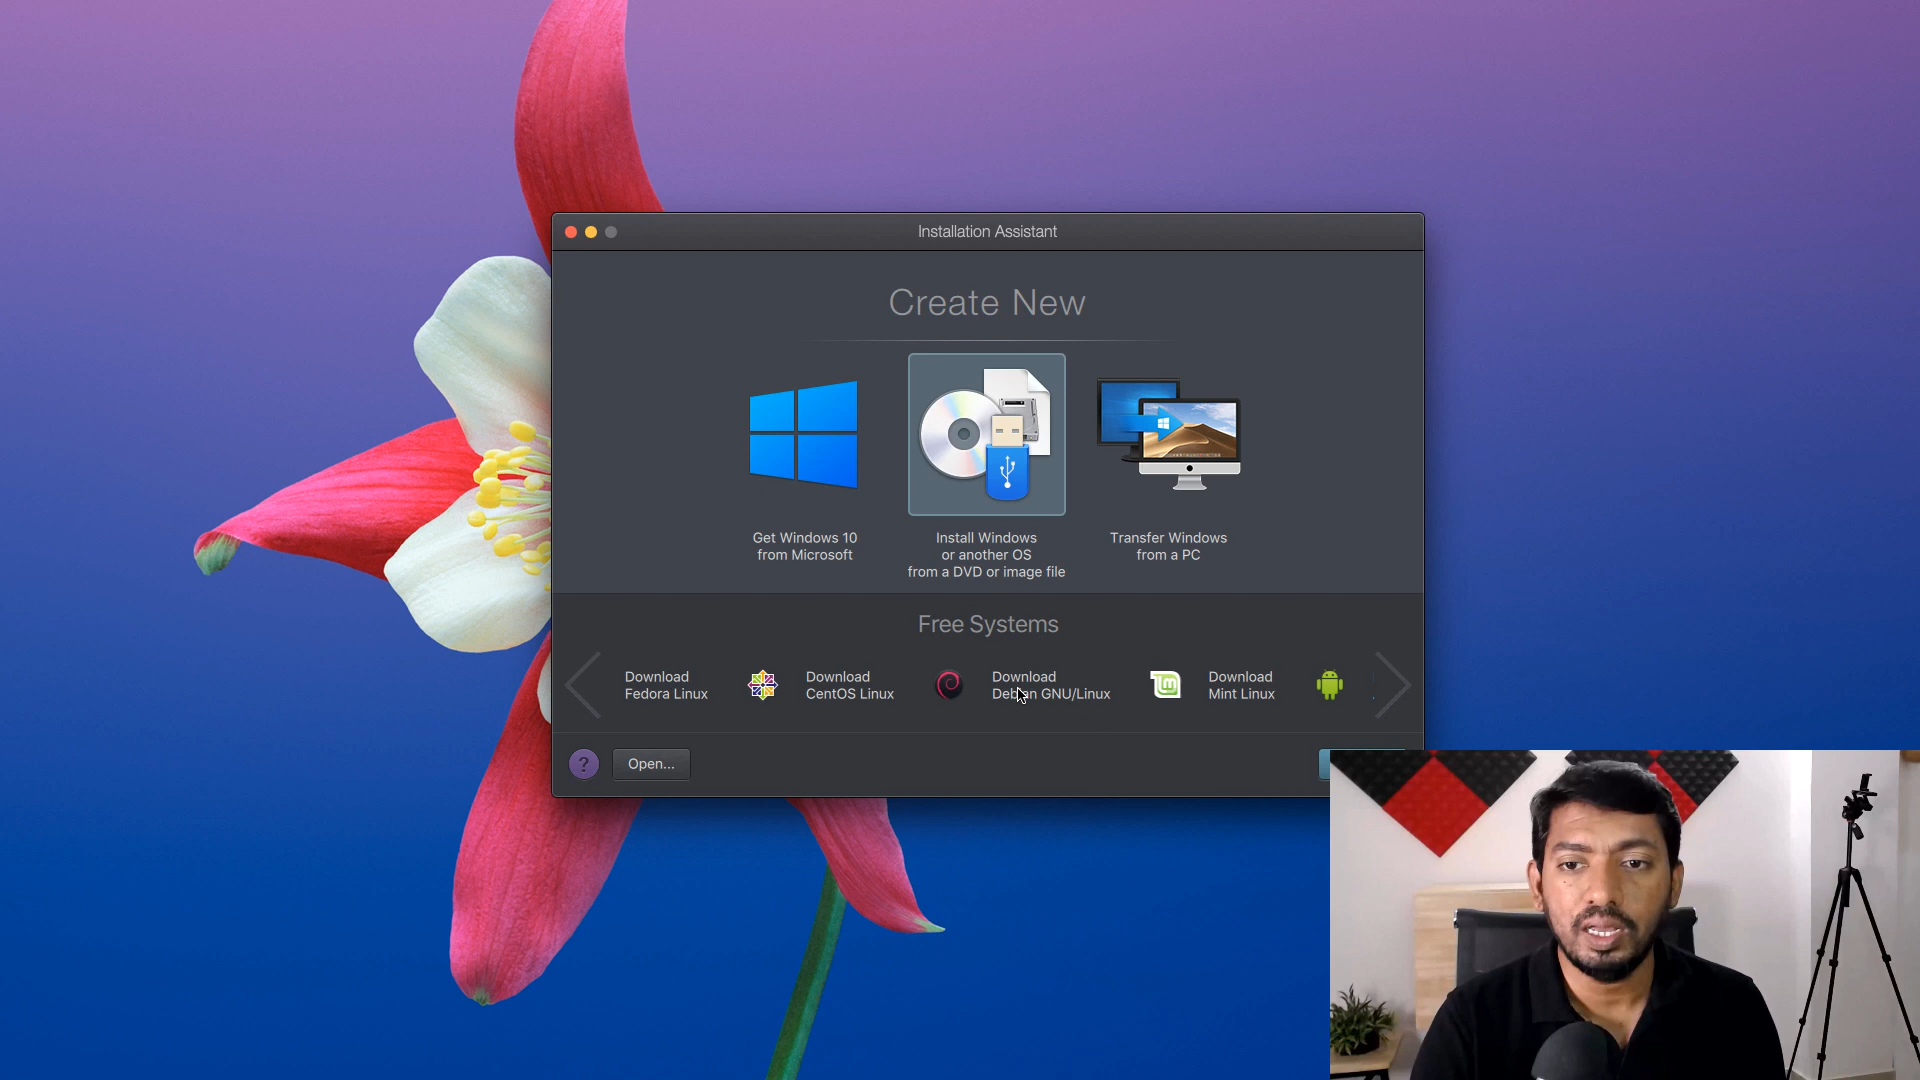 Installation Assistant
Create New
Get Windows 10
from Microsoft
Install Windows
or another OS
from a DVD or image file
Transfer Windows
from a PC
Free Systems
Download
Fedora Linux
Download
CentOS Linux
Download
Debian GNU/Linux
Download
Mint Linux
?
Open...